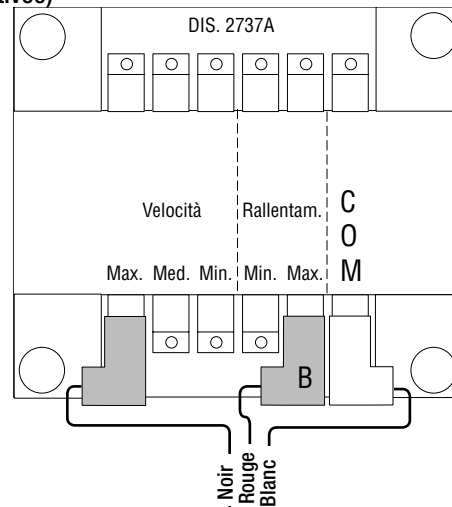 DIS. 2737A
Velocità Rallentam.
Max. Med. Min. Min. Max.
C
O
M
B
Noir
Rouge
Blanc